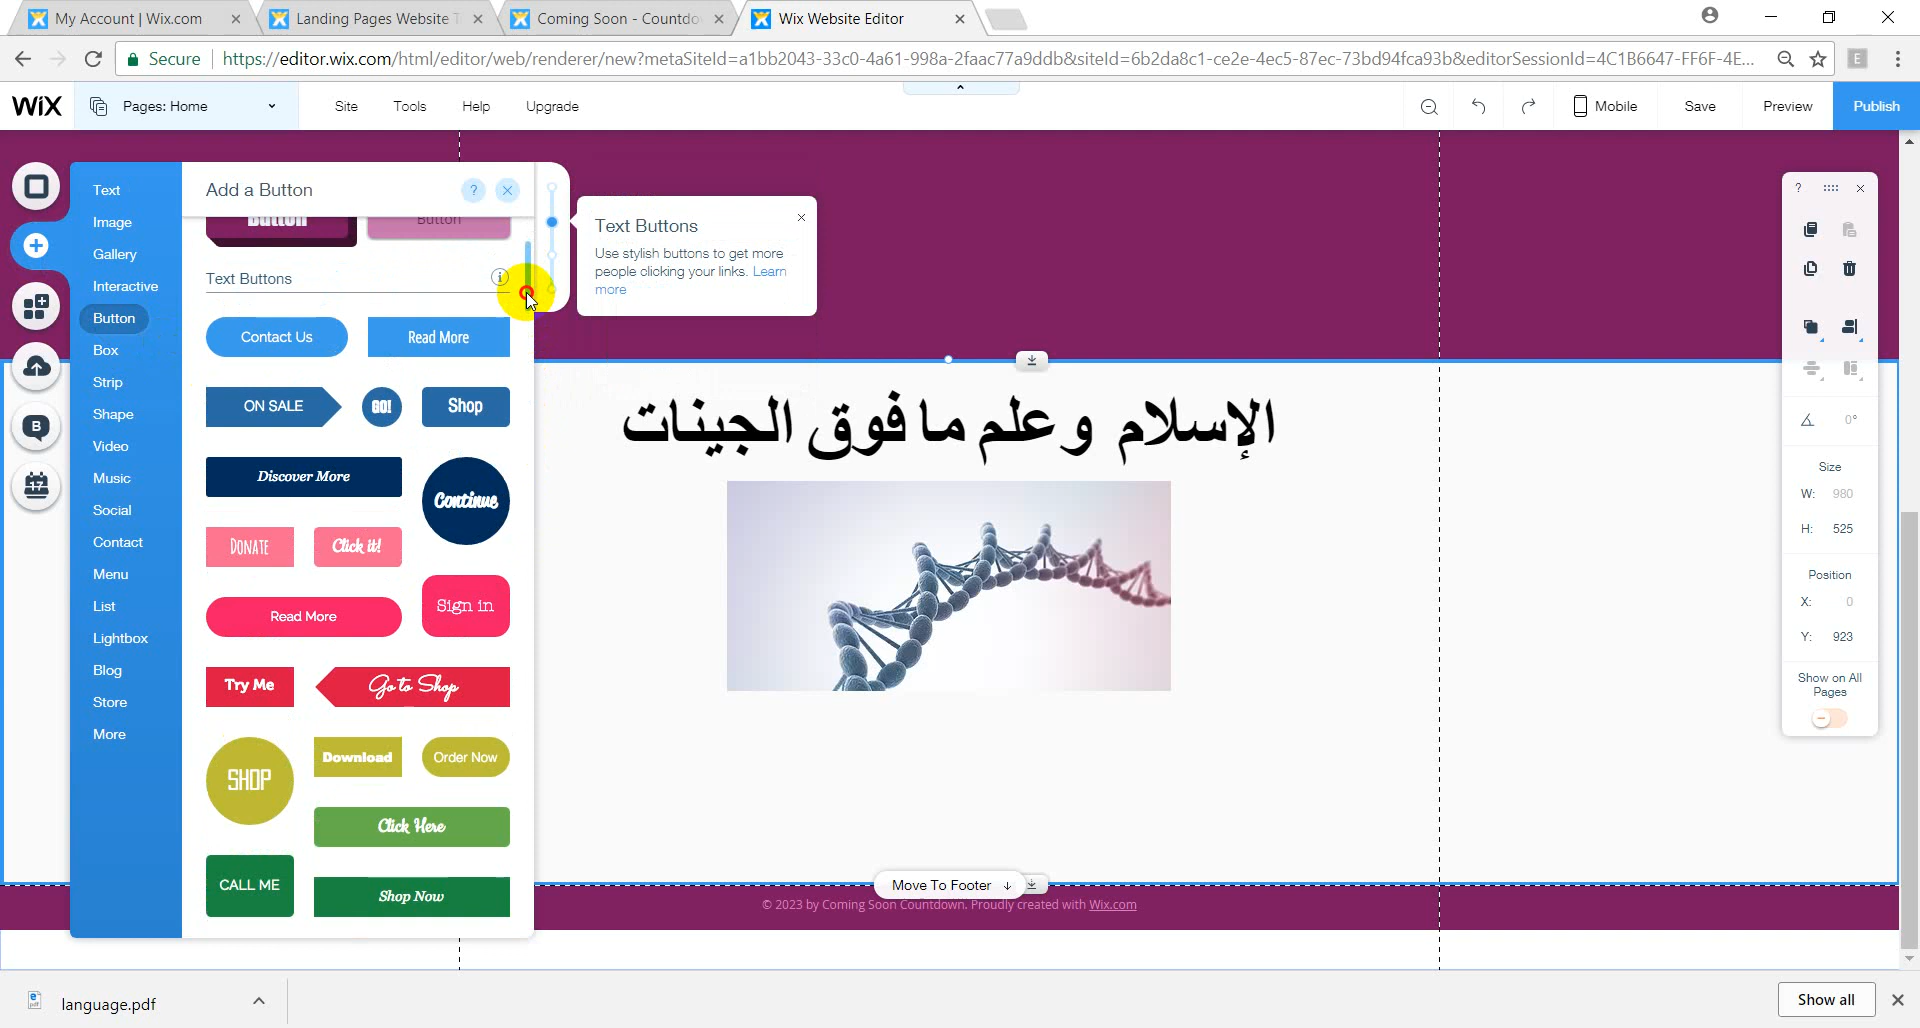 My Account | Wix.com
Landing Pages Website T
Coming Soon - Countdo
Wix Website Editor
Secure
https://editor.wix.com/html/editor/web/renderer/new?metaSiteId=a1bb2043-33c0-4a61-998a-2faac77a9ddb&siteId=6b2da8c1-ce2e-4ec5-87ec-73bd94fca93b&editorSessionId=4C1B6647-FF6F-4E...
E
WiX
Pages: Home
Site
Tools
Help
Upgrade
Mobile
Save
Preview
Publish
Text
Image
Gallery
Interactive
Button
Box
Strip
Shape
Video
Music
Social
Contact
Menu
List
Lightbox
Blog
Store
More
B
17
Add a Button
?
Button
Button
Text Buttons
Contact Us
Read More
ON SALE
GO!
Shop
Discover More
Continue
DONATE
Click it!
Read More
Sign in
Try Me
Go to Shop
SHOP
Download
Order Now
Click Here
CALL ME
Shop Now
Text Buttons
Use stylish buttons to get more
people clicking your links. Learn
more
الإسلام وعلم ما فوق الجينات
Move To Footer
© 2023 by Coming Soon Countdown. Proudly created with Wix.com
?
0°
Size
W: 980
H: 525
Position
X: 0
Y: 923
Show on All
Pages
language.pdf
Show all